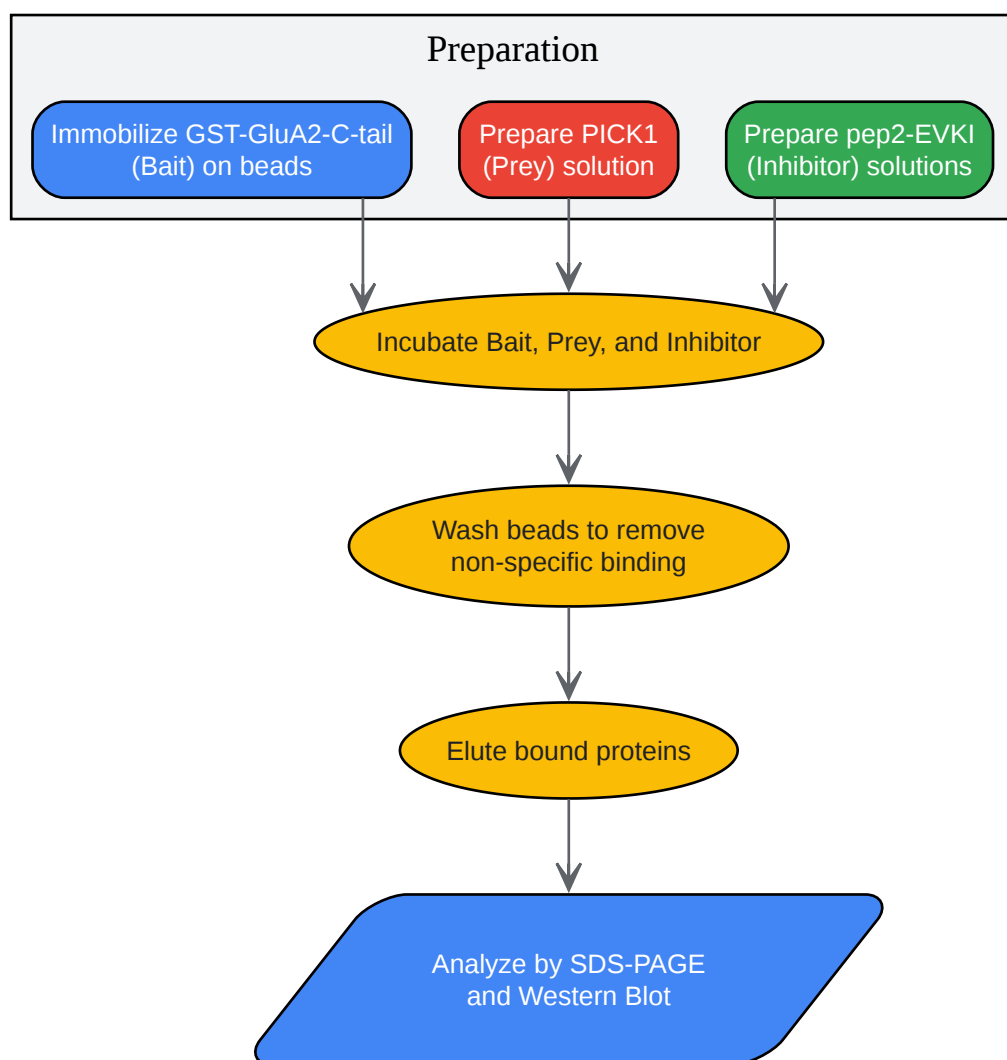 Preparation
Immobilize GST-GluA2-C-tail
(Bait) on beads
Prepare PICK1
(Prey) solution
Prepare pep2-EVKI
(Inhibitor) solutions
Incubate Bait, Prey, and Inhibitor
Wash beads to remove
non-specific binding
Elute bound proteins
Analyze by SDS-PAGE
and Western Blot